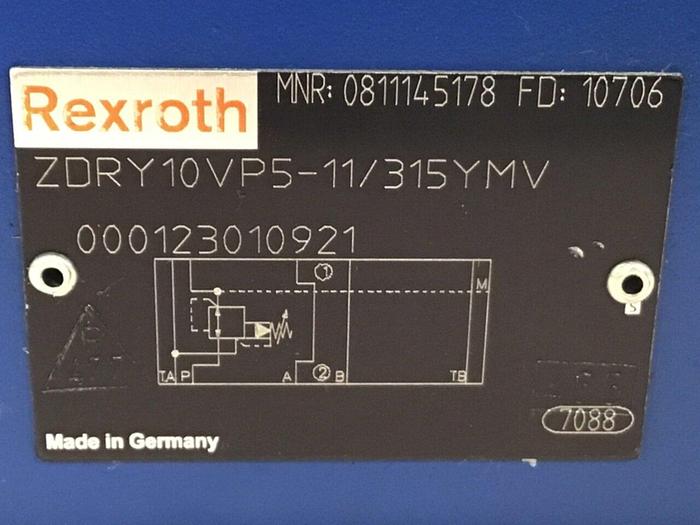 Rexroth
MNR: 0811145178 FD: 10706
ZDRY10VP5-11/315YMV
000123010921
1
M
S
TA P A 2 B TB
7088
Made in Germany